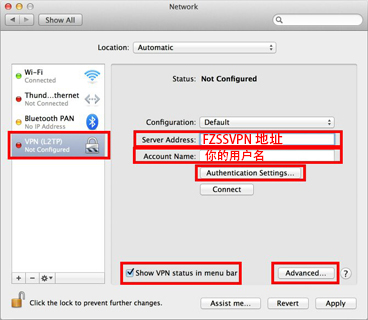 Network
Show All
Location: Automatic
Wi-Fi
Connected
Thund...thernet
Not Connected
Bluetooth PAN
No IP Address
VPN (L2TP)
Not Configured
Status: Not Configured
Configuration: Default
Server Address: FZSSVPN 地址
Account Name: 你的用户名
Authentication Settings...
Connect
Show VPN status in menu bar
Advanced...
?
Click the lock to prevent further changes.
Assist me...
Revert
Apply